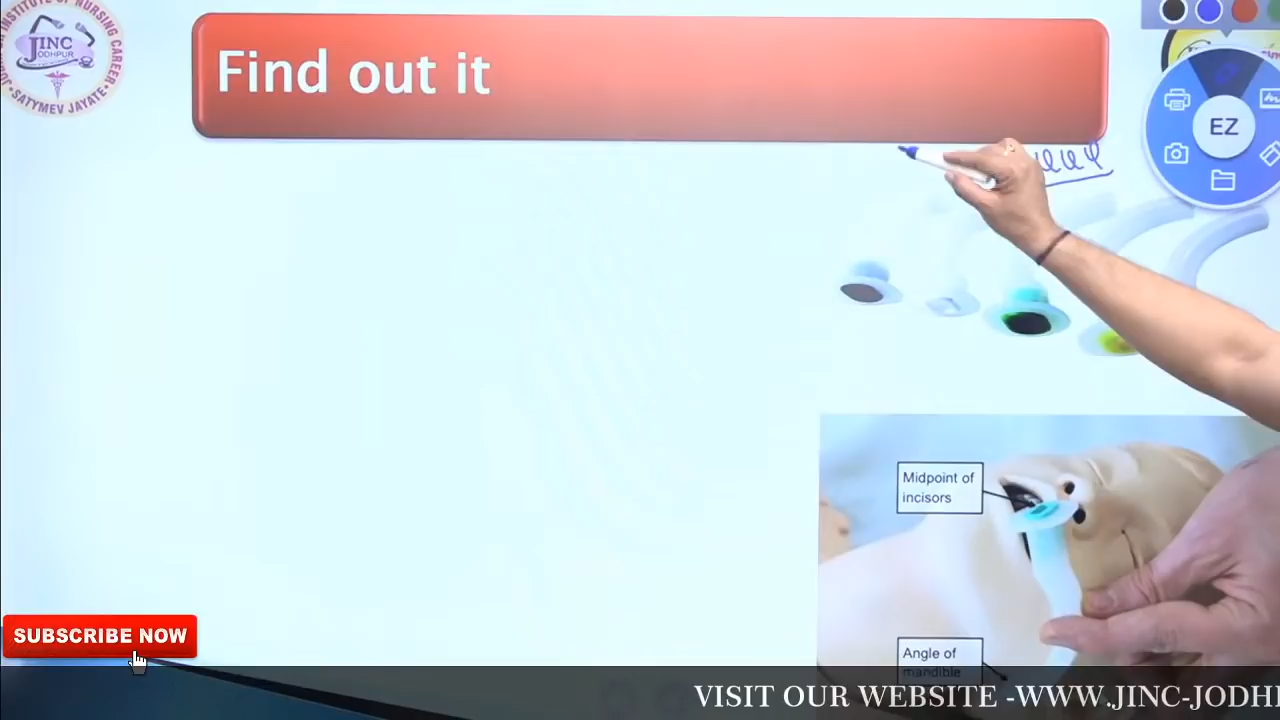 INSTITUTE OF NURSING CAREER
JINC
JODHPUR
• SATYMEV JAYATE •
Find out it
EZ
Midpoint of
incisors
Angle of
mandible
SUBSCRIBE NOW
VISIT OUR WEBSITE -WWW.JINC-JODH